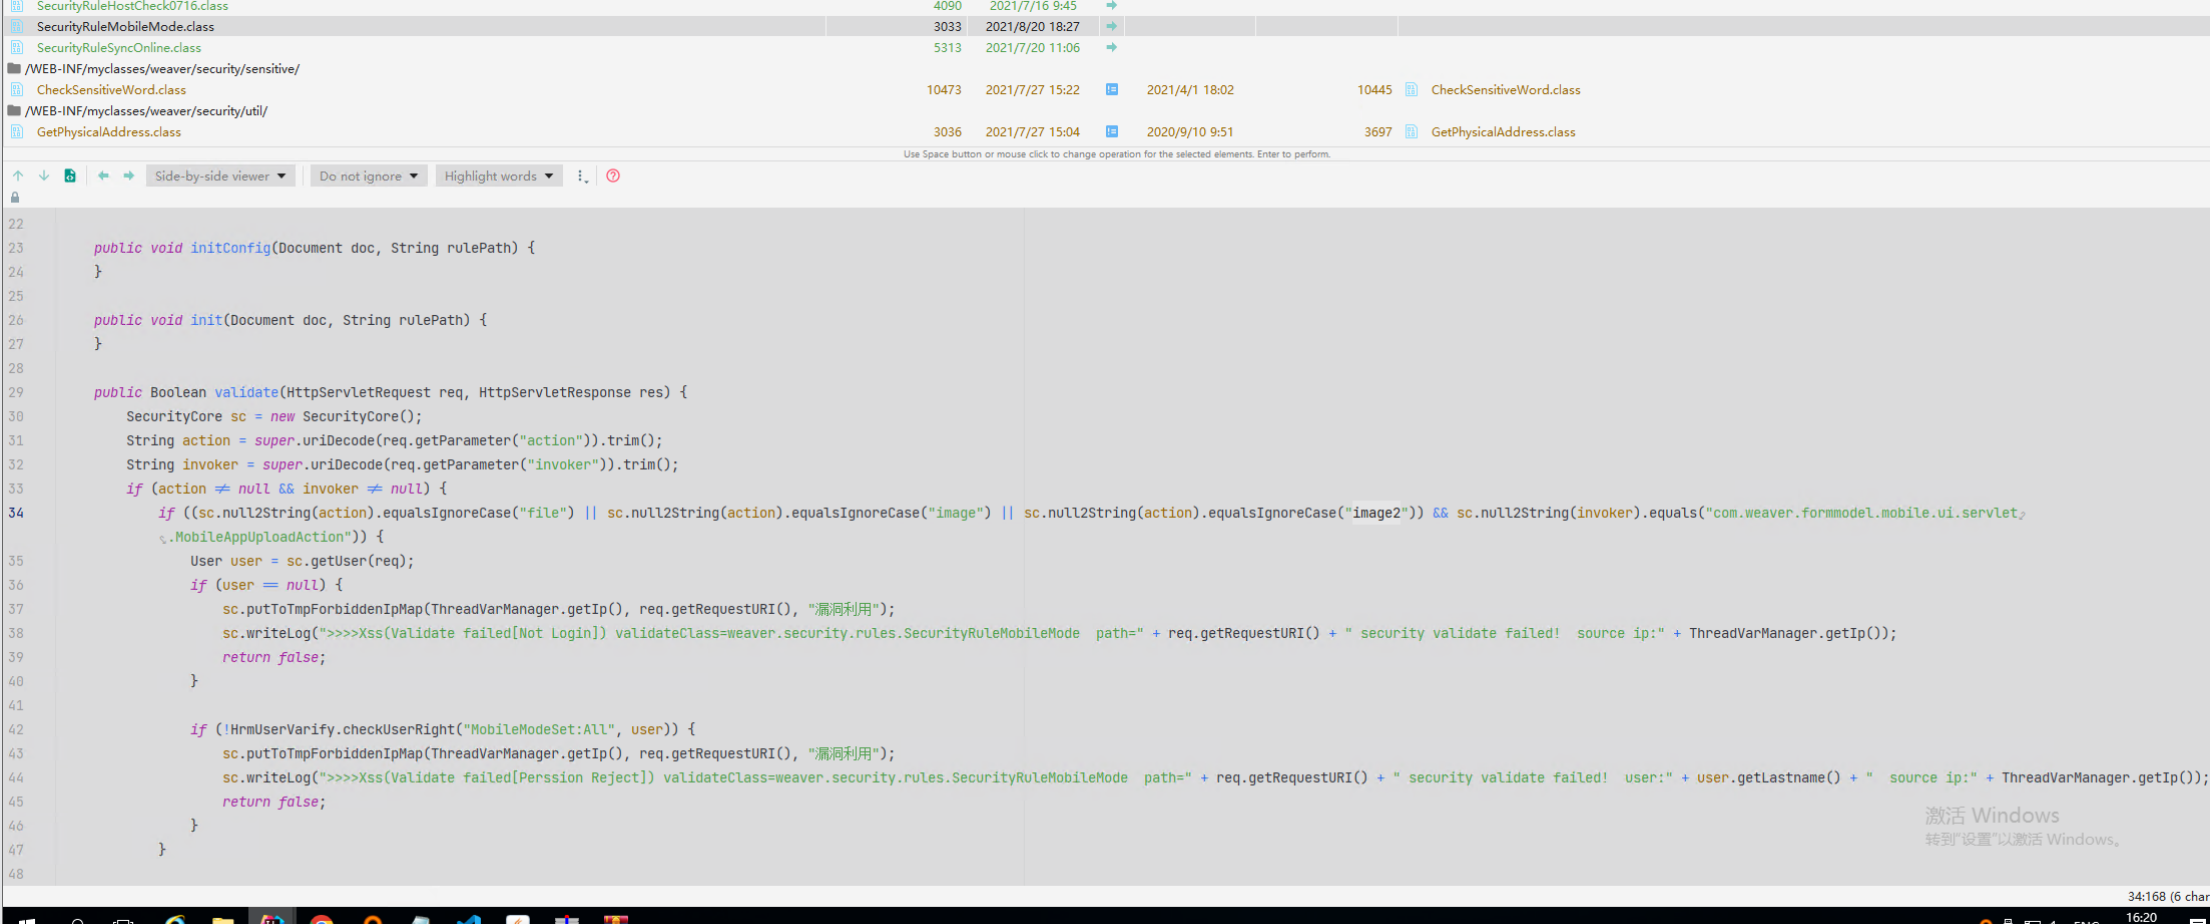 SecurityRuleHostCheck0716.class 4090 2021/7/16 9:45
SecurityRuleMobileMode.class 3033 2021/8/20 18:27
SecurityRuleSyncOnline.class 5313 2021/7/20 11:06
/WEB-INF/myclasses/weaver/security/sensitive/
CheckSensitiveWord.class 10473 2021/7/27 15:22 2021/4/1 18:02 10445 CheckSensitiveWord.class
/WEB-INF/myclasses/weaver/security/util/
GetPhysicalAddress.class 3036 2021/7/27 15:04 2020/9/10 9:51 3697 GetPhysicalAddress.class
Use Space button or mouse click to change operation for the selected elements. Enter to perform.
Side-by-side viewer Do not ignore Highlight words
22
23 public void initConfig(Document doc, String rulePath) {
24 }
25
26 public void init(Document doc, String rulePath) {
27 }
28
29 public Boolean validate(HttpServletRequest req, HttpServletResponse res) {
30 SecurityCore sc = new SecurityCore();
31 String action = super.uriDecode(req.getParameter("action")).trim();
32 String invoker = super.uriDecode(req.getParameter("invoker")).trim();
33 if (action ≠ null && invoker ≠ null) {
34 if ((sc.null2String(action).equalsIgnoreCase("file") || sc.null2String(action).equalsIgnoreCase("image") || sc.null2String(action).equalsIgnoreCase("image2")) && sc.null2String(invoker).equals("com.weaver.formmodel.mobile.ui.servlet
.MobileAppUploadAction")) {
35 User user = sc.getUser(req);
36 if (user == null) {
37 sc.putToTmpForbiddenIpMap(ThreadVarManager.getIp(), req.getRequestURI(), "漏洞利用");
38 sc.writeLog(">>>>Xss(Validate failed[Not Login]) validateClass=weaver.security.rules.SecurityRuleMobileMode  path=" + req.getRequestURI() + " security validate failed!  source ip:" + ThreadVarManager.getIp());
39 return false;
40 }
41
42 if (!HrmUserVarify.checkUserRight("MobileModeSet:All", user)) {
43 sc.putToTmpForbiddenIpMap(ThreadVarManager.getIp(), req.getRequestURI(), "漏洞利用");
44 sc.writeLog(">>>>Xss(Validate failed[Perssion Reject]) validateClass=weaver.security.rules.SecurityRuleMobileMode  path=" + req.getRequestURI() + " security validate failed!  user:" + user.getLastname() + "  source ip:" + ThreadVarManager.getIp());
45 return false;
46 }
47 }
48
激活 Windows
转到"设置"以激活 Windows。
34:168 (6 char
16:20
ENG